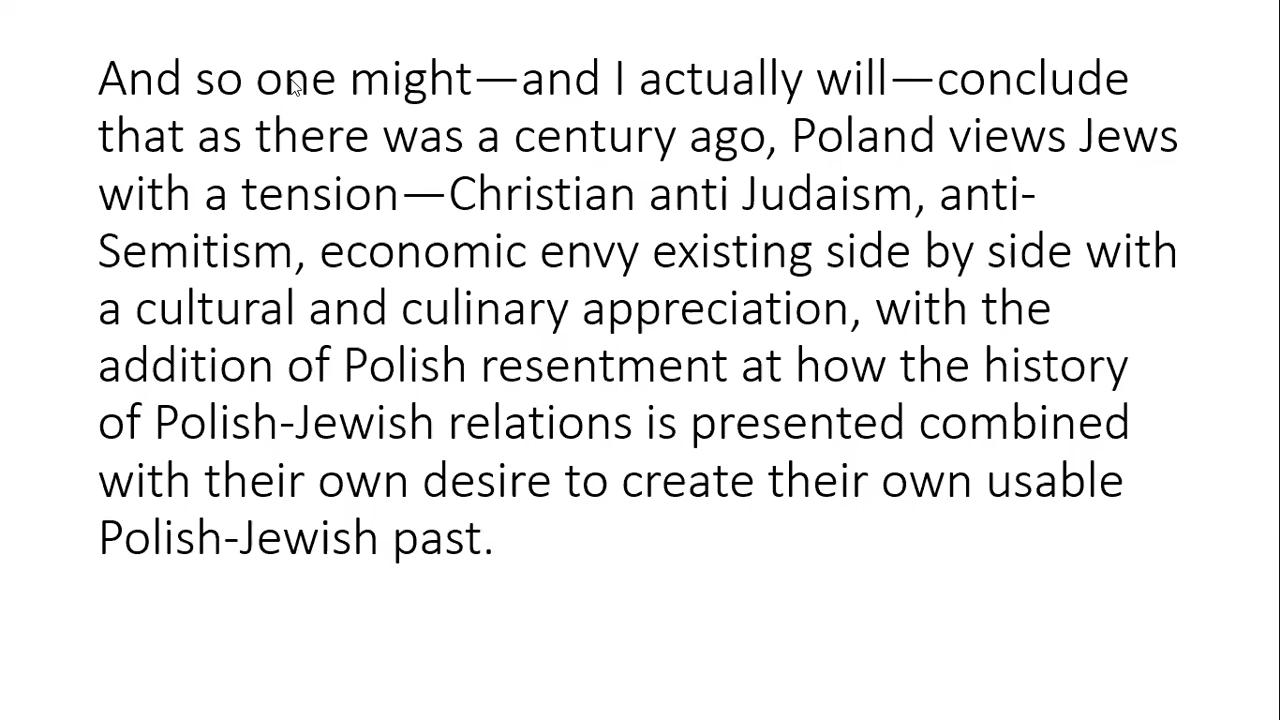 And so one might—and I actually will—conclude
that as there was a century ago, Poland views Jews
with a tension—Christian anti Judaism, anti-
Semitism, economic envy existing side by side with
a cultural and culinary appreciation, with the
addition of Polish resentment at how the history
of Polish-Jewish relations is presented combined
with their own desire to create their own usable
Polish-Jewish past.